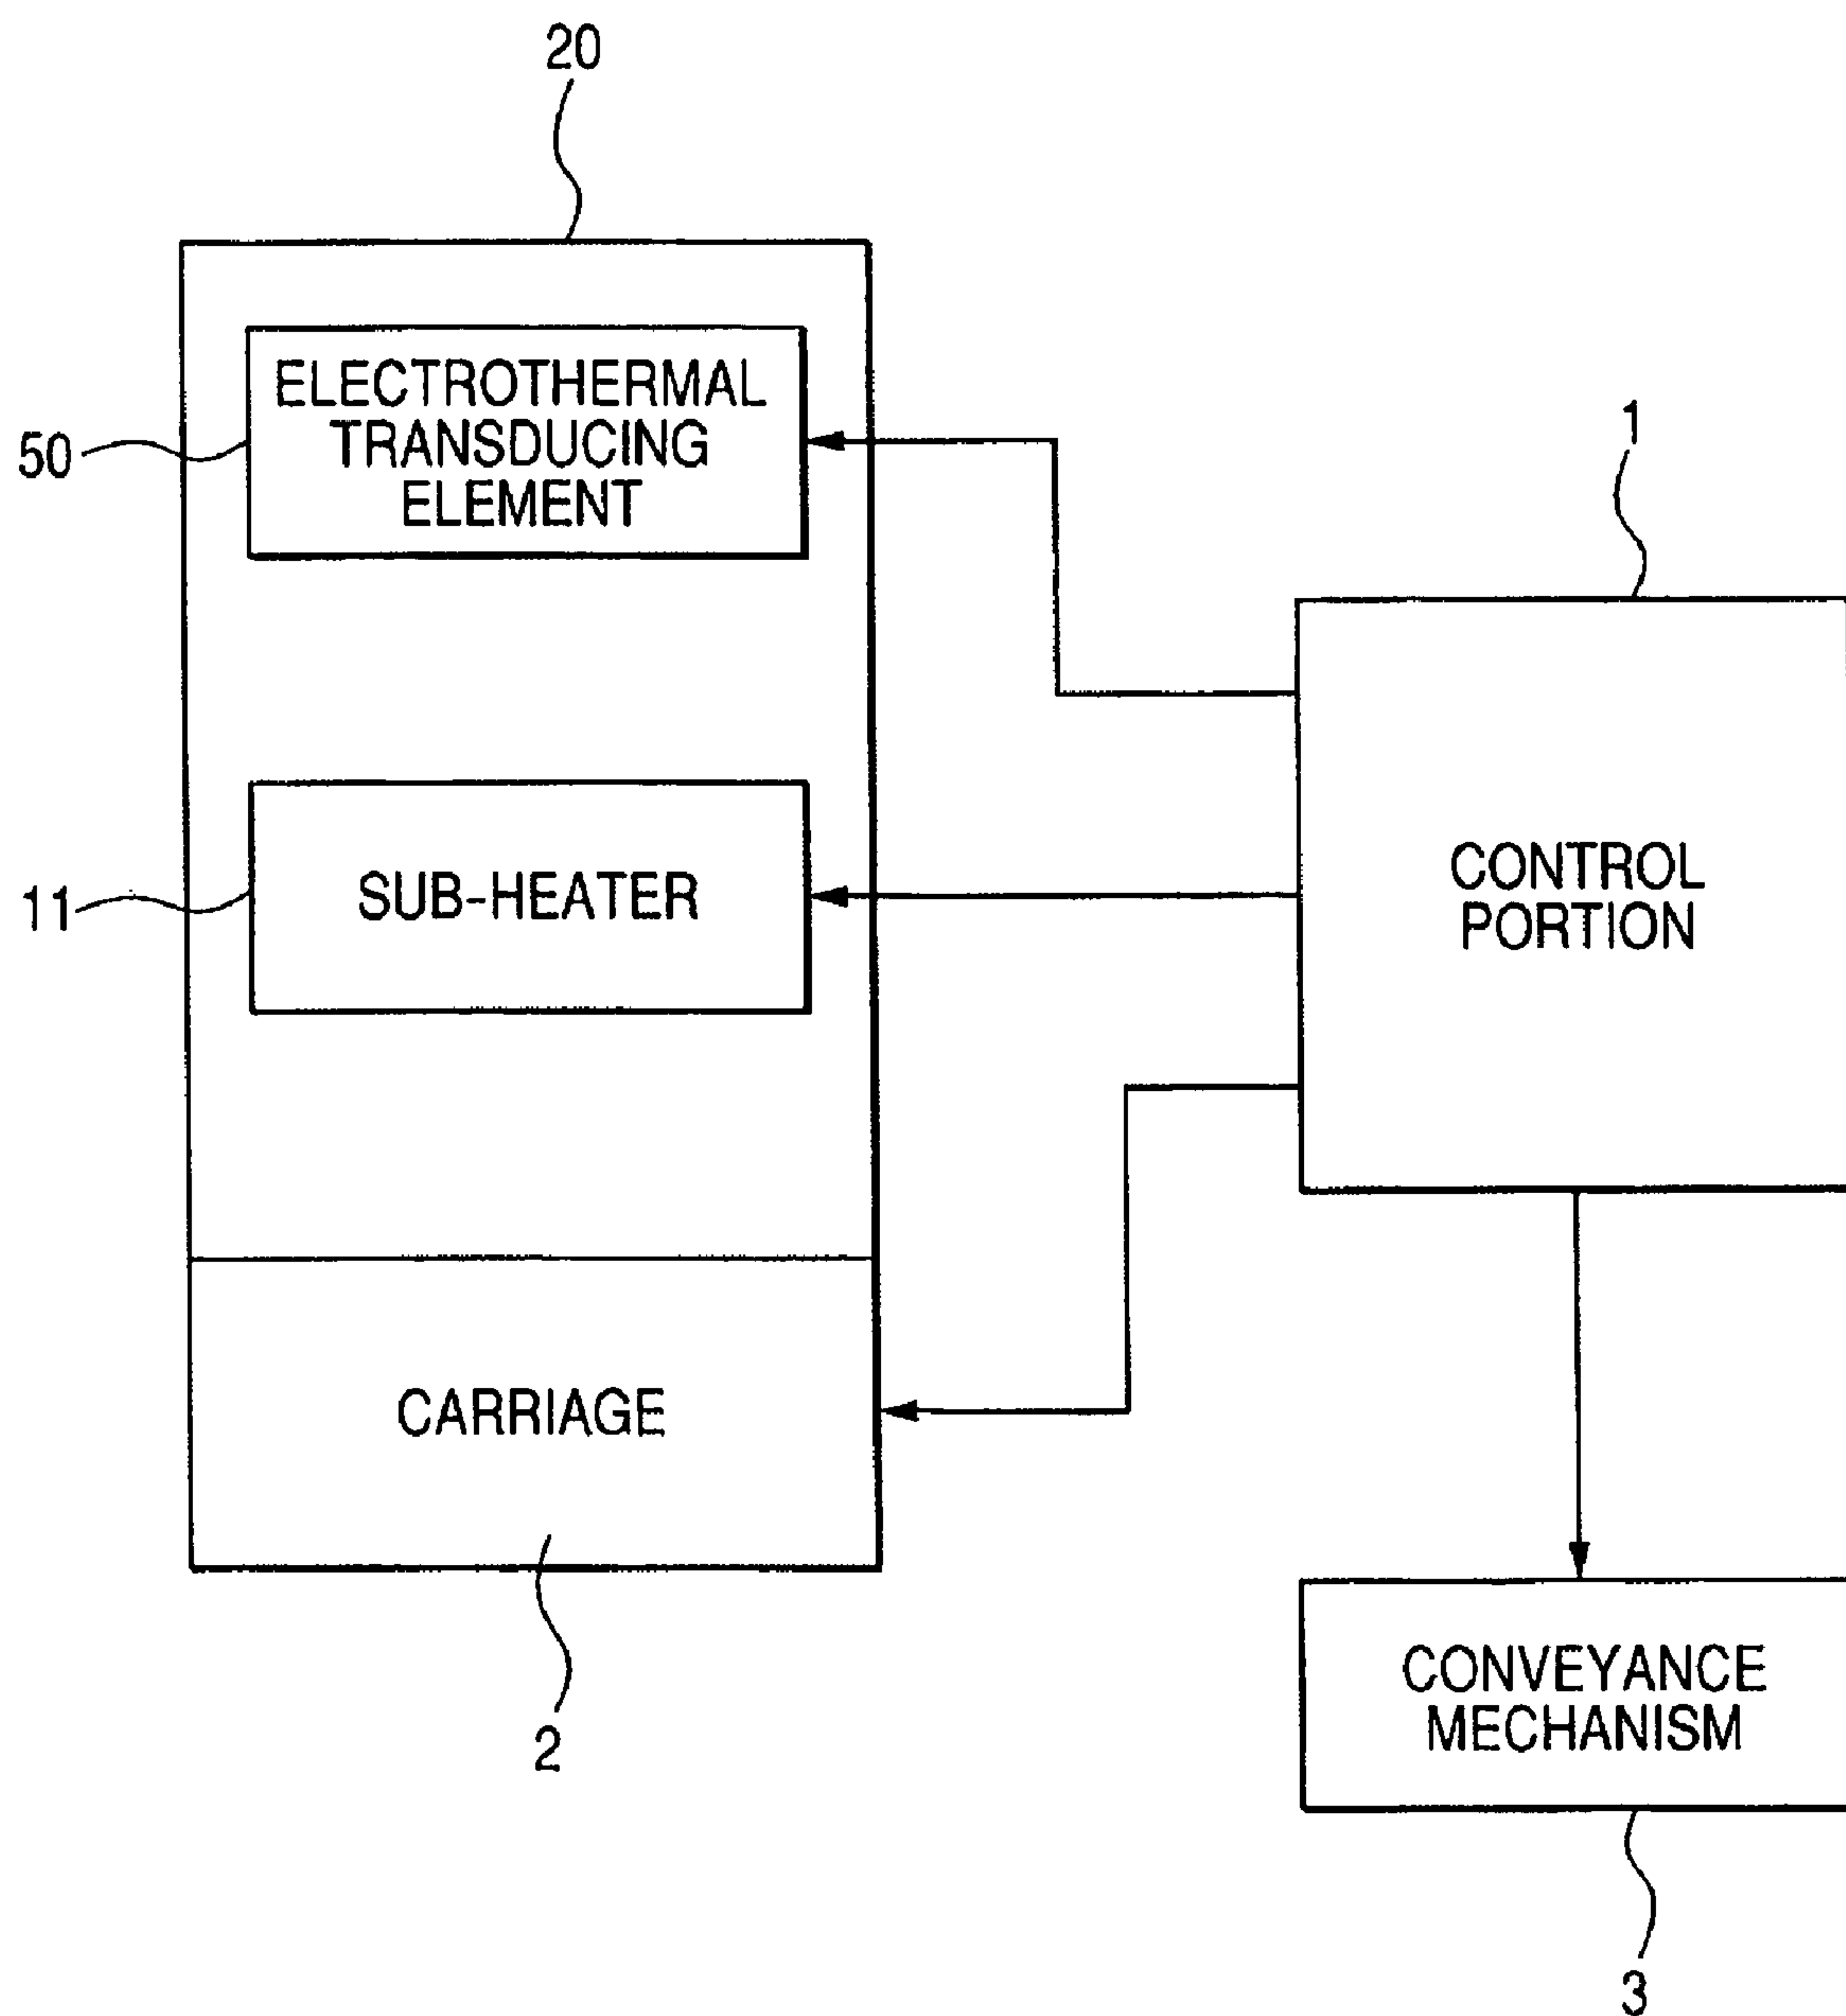 20
ELECTROTHERMAL
TRANSDUCING
ELEMENT
50
1
CONTROL
PORTION
SUB-HEATER
11
CARRIAGE
2
CONVEYANCE
MECHANISM
3